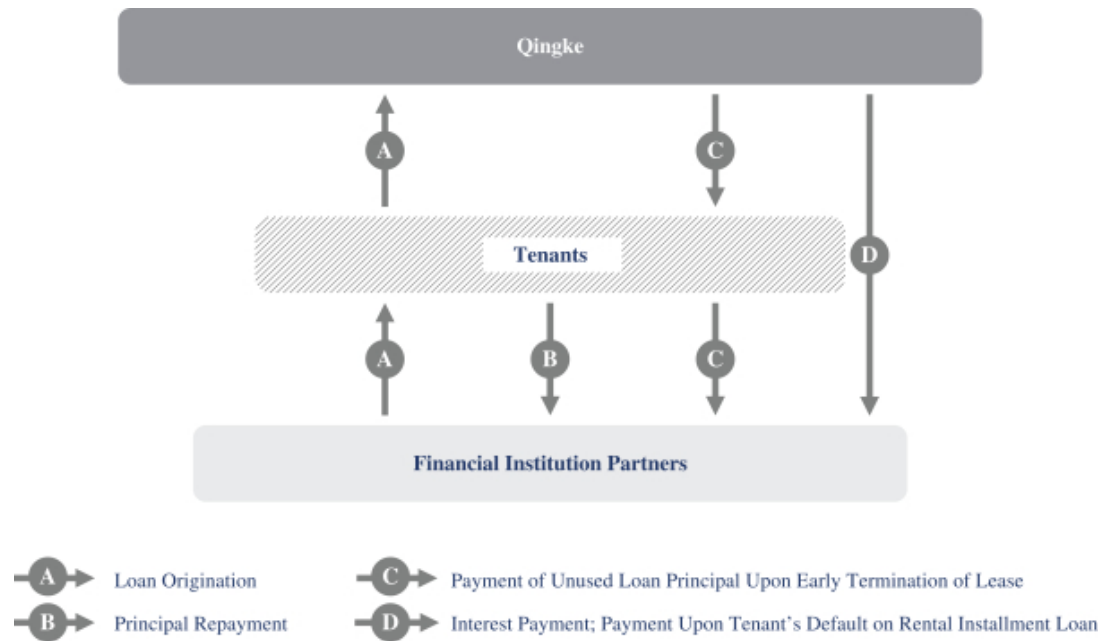 Qingke
A
C
Tenants
D
A
B
C
Financial Institution Partners
A Loan Origination
C Payment of Unused Loan Principal Upon Early Termination of Lease
B Principal Repayment
D Interest Payment; Payment Upon Tenant's Default on Rental Installment Loan